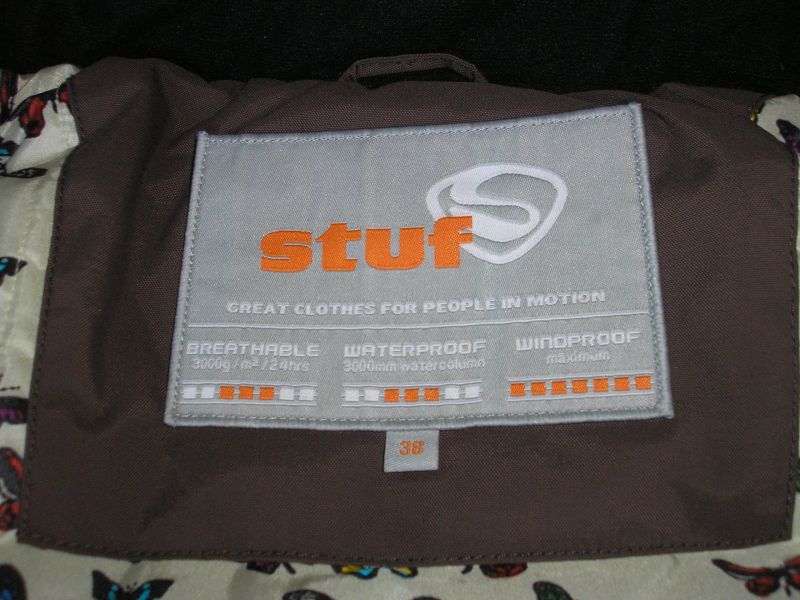 stuf
GREAT CLOTHES FOR PEOPLE IN MOTION
BREATHABLE
3000g/m²/24hrs
WATERPROOF
3000mm watercolumn
WINDPROOF
maximum
38